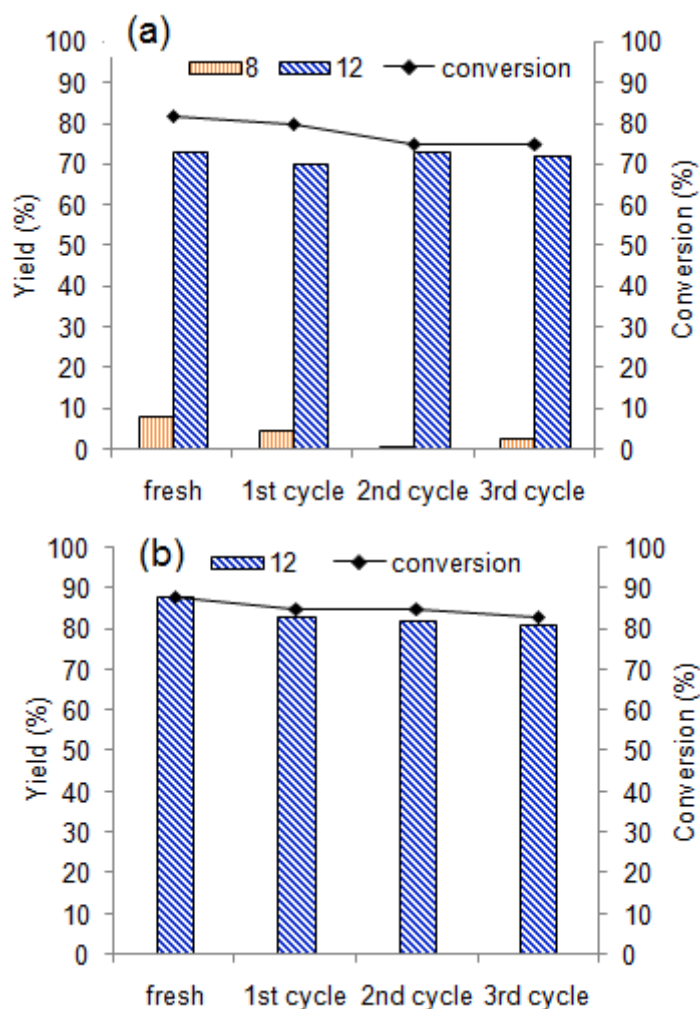 (a)
8 12 conversion
100 100
90 90
80 80
70 70
60 60
50 50
40 40
30 30
20 20
10 10
0 0
Yield (%)
Conversion (%)
fresh 1st cycle 2nd cycle 3rd cycle
(b)
12 conversion
100 100
90 90
80 80
70 70
60 60
50 50
40 40
30 30
20 20
10 10
0 0
Yield (%)
Conversion (%)
fresh 1st cycle 2nd cycle 3rd cycle